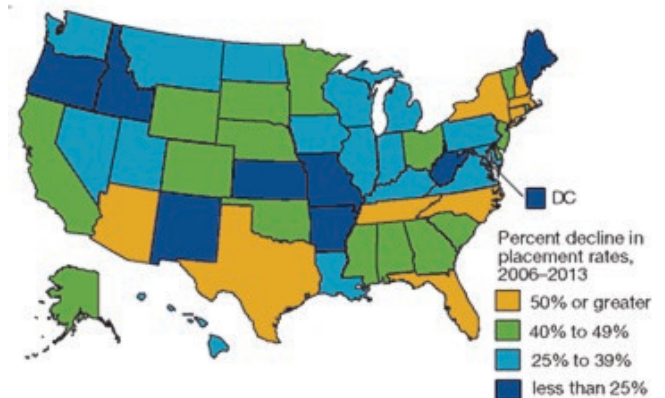 DC
Percent decline in
placement rates,
2006–2013
50% or greater
40% to 49%
25% to 39%
less than 25%